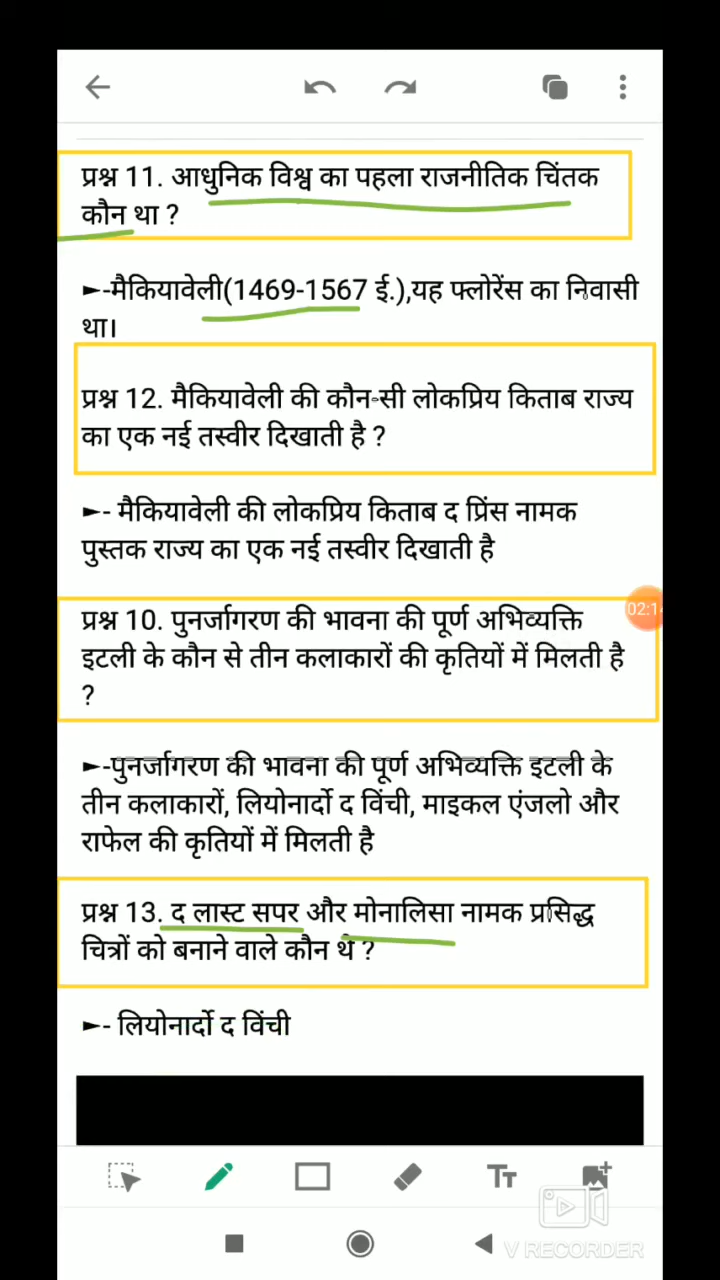 प्रश्न 11. आधुनिक विश्व का पहला राजनीतिक चिंतक
कौन था ?
►-मैकियावेली(1469-1567 ई.),यह फ्लोरेंस का निवासी
था।
प्रश्न 12. मैकियावेली की कौन-सी लोकप्रिय किताब राज्य
का एक नई तस्वीर दिखाती है ?
►- मैकियावेली की लोकप्रिय किताब द प्रिंस नामक
पुस्तक राज्य का एक नई तस्वीर दिखाती है
प्रश्न 10. पुनर्जागरण की भावना की पूर्ण अभिव्यक्ति
इटली के कौन से तीन कलाकारों की कृतियों में मिलती है
?
►-पुनर्जागरण की भावना की पूर्ण अभिव्यक्ति इटली के
तीन कलाकारों, लियोनार्दो द विंची, माइकल एंजलो और
राफेल की कृतियों में मिलती है
प्रश्न 13. द लास्ट सपर और मोनालिसा नामक प्रसिद्ध
चित्रों को बनाने वाले कौन थे ?
►- लियोनार्दो द विंची
TT
V RECORDER